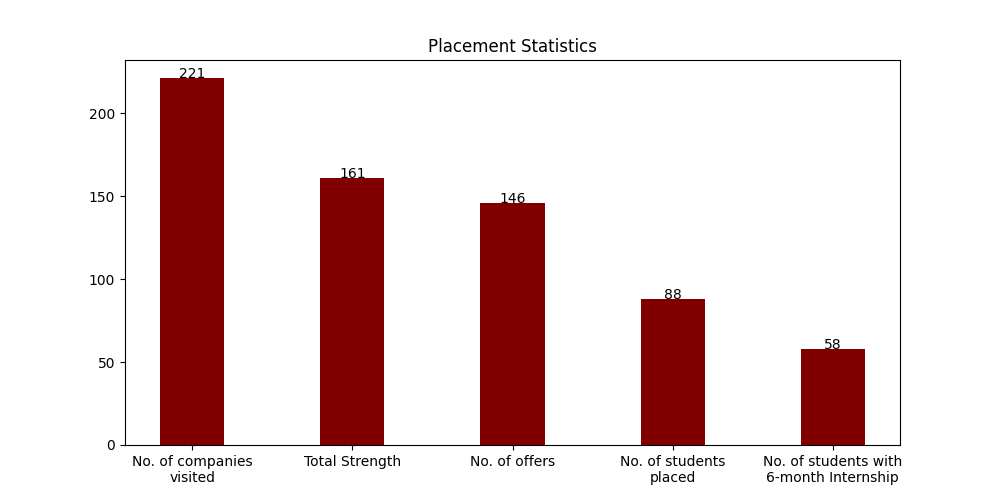 Placement Statistics
221
161
146
88
58
200
150
100
50
0
No. of companies
visited
Total Strength
No. of offers
No. of students
placed
No. of students with
6-month Internship